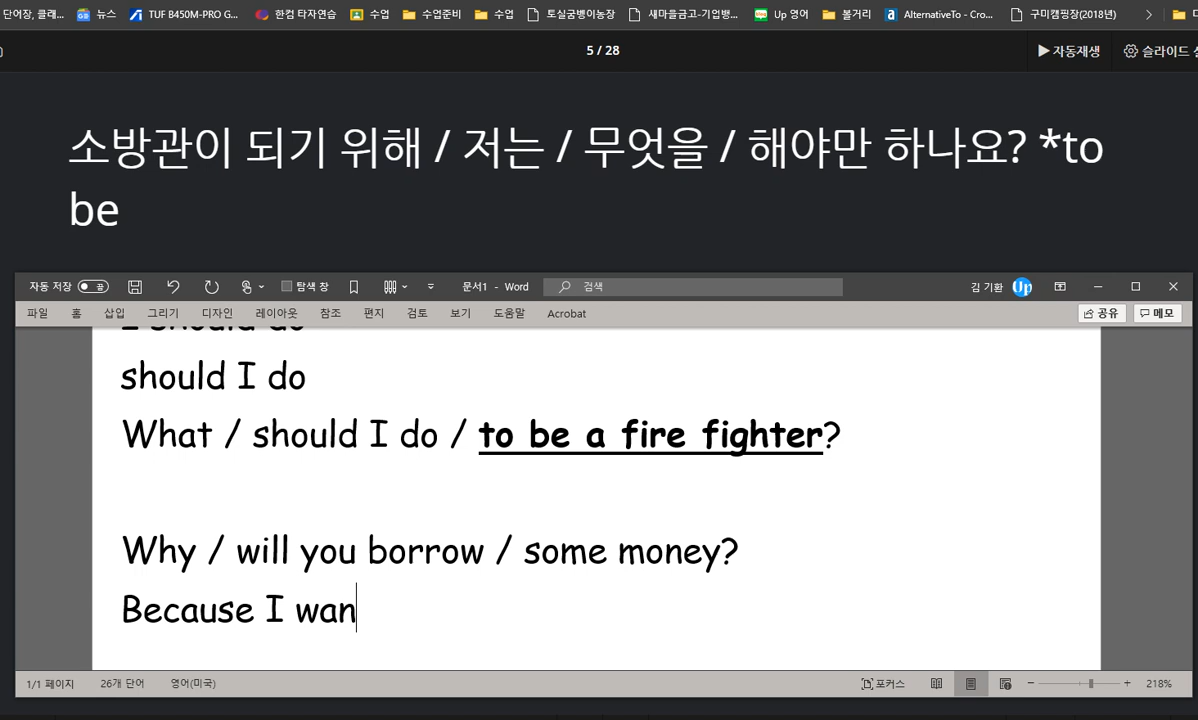 단어장, 클래... 뉴스 TUF B450M-PRO G... 한컴 타자연습 수업 수업준비 수업 토실굼벵이농장 새마을금고-기업뱅... Up 영어 볼거리 AlternativeTo - Cro... 구미캠핑장(2018년)
5 / 28 자동재생 슬라이드
소방관이 되기 위해 / 저는 / 무엇을 / 해야만 하나요? *to
be
자동 저장 끔 탐색 창 문서1 - Word 검색 김 기환 Up
파일 홈 삽입 그리기 디자인 레이아웃 참조 편지 검토 보기 도움말 Acrobat 공유 메모
I should do
should I do
What / should I do / to be a fire fighter?
Why / will you borrow / some money?
Because I wan
1/1 페이지 26개 단어 영어(미국) 포커스 218%